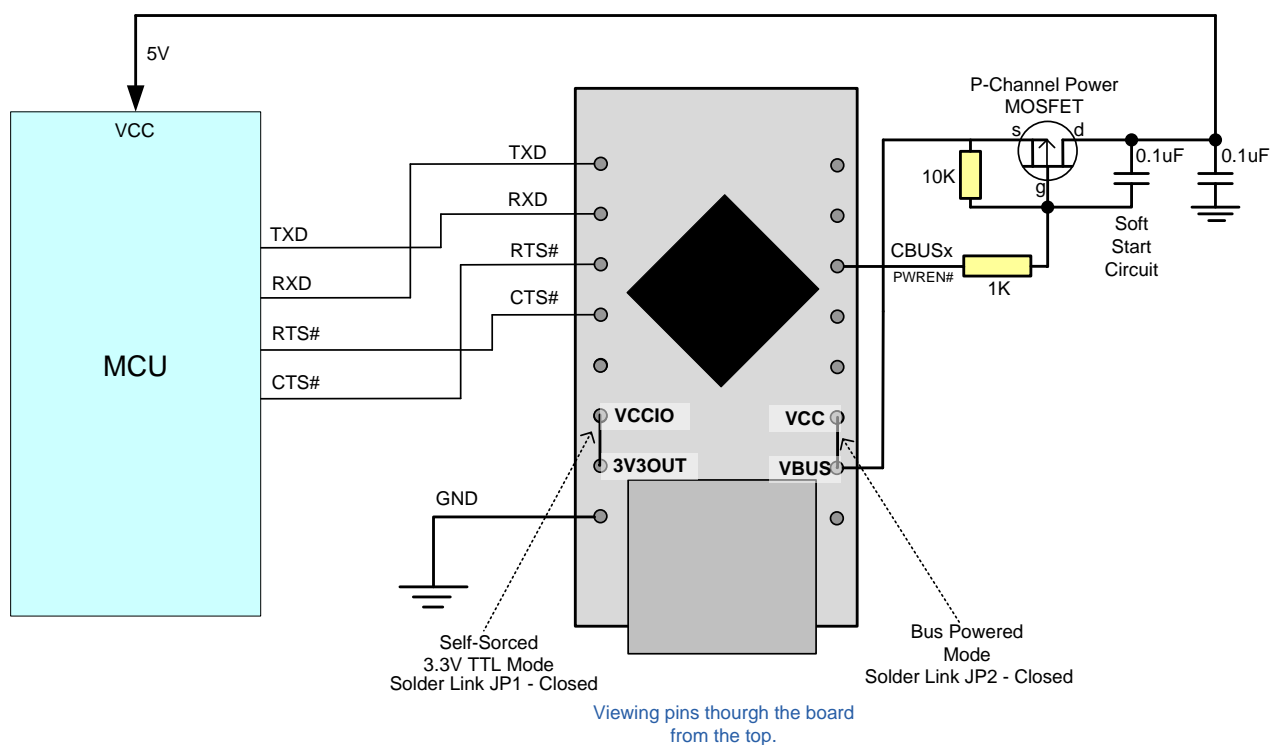 5V
VCC
MCU
TXD
RXD
RTS#
CTS#
TXD
RXD
RTS#
CTS#
VCCIO
3V3OUT
GND
VCC
VBUS
P-Channel Power
MOSFET
s
d
g
10K
0.1uF
0.1uF
Soft
Start
Circuit
CBUSx
PWREN#
1K
Self-Sorced
3.3V TTL Mode
Solder Link JP1 - Closed
Bus Powered
Mode
Solder Link JP2 - Closed
Viewing pins thourgh the board
from the top.